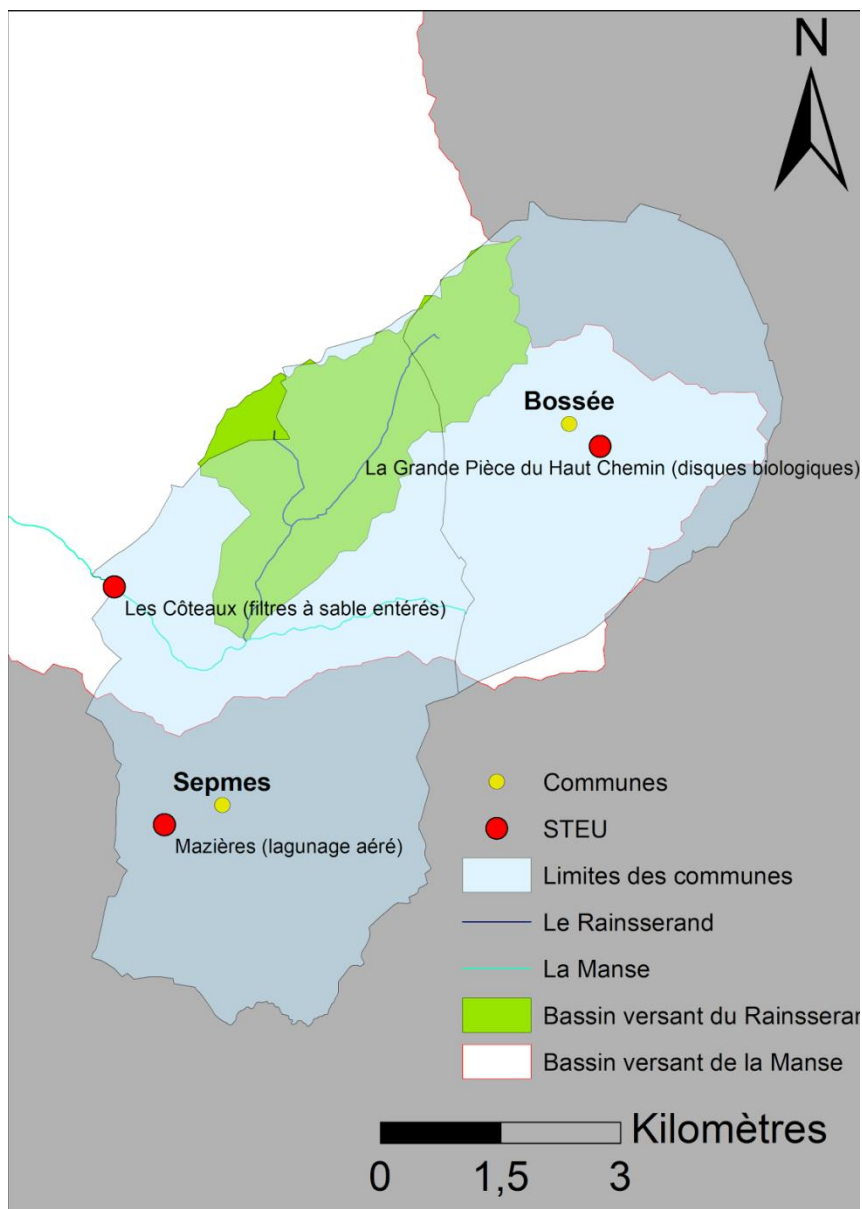 N
Bossée
La Grande Pièce du Haut Chemin (disques biologiques)
Les Côteaux (filtres à sable entérés)
Sepmes
Mazières (lagunage aéré)
Communes
STEU
Limites des communes
Le Rainsserand
La Manse
Bassin versant du Rainsseran
Bassin versant de la Manse
Kilomètres
0 1,5 3